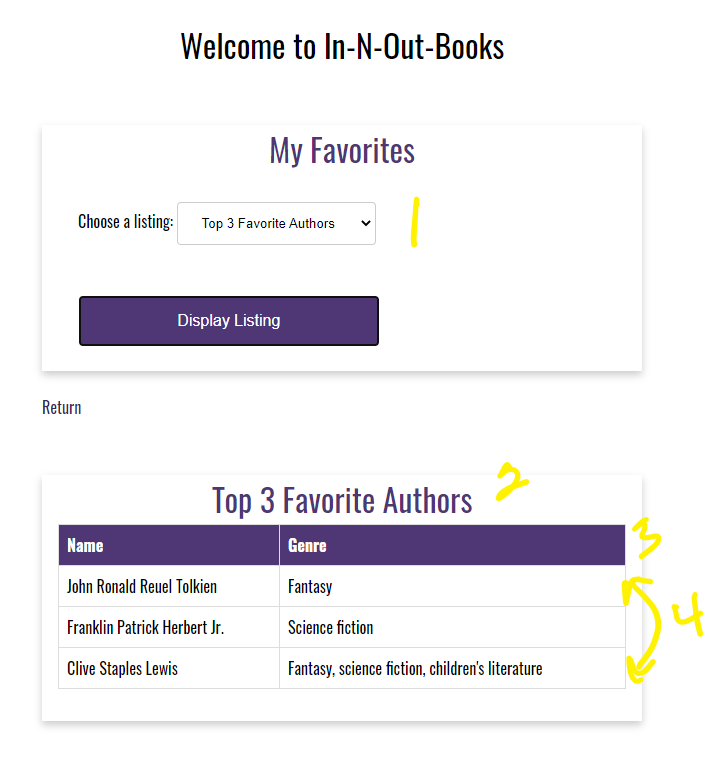 Welcome to In-N-Out-Books
My Favorites
Choose a listing: Top 3 Favorite Authors
1
Display Listing
Return
Top 3 Favorite Authors 2
Name Genre 3
John Ronald Reuel Tolkien Fantasy
Franklin Patrick Herbert Jr. Science fiction
4
Clive Staples Lewis Fantasy, science fiction, children's literature